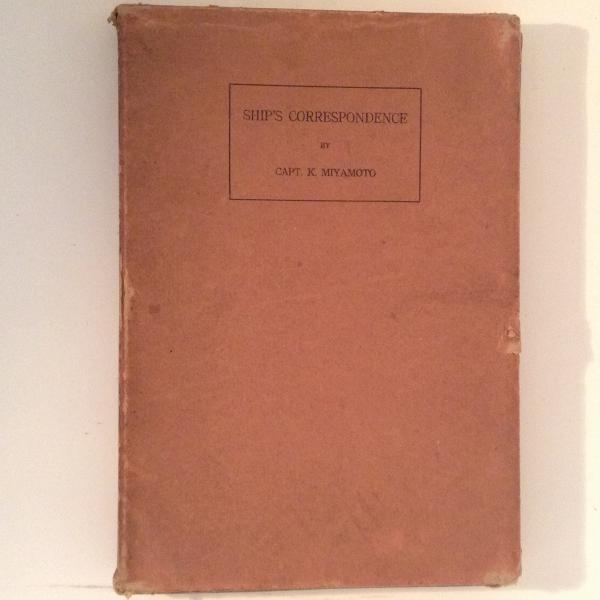 SHIP'S CORRESPONDENCE
BY
CAPT. K. MIYAMOTO